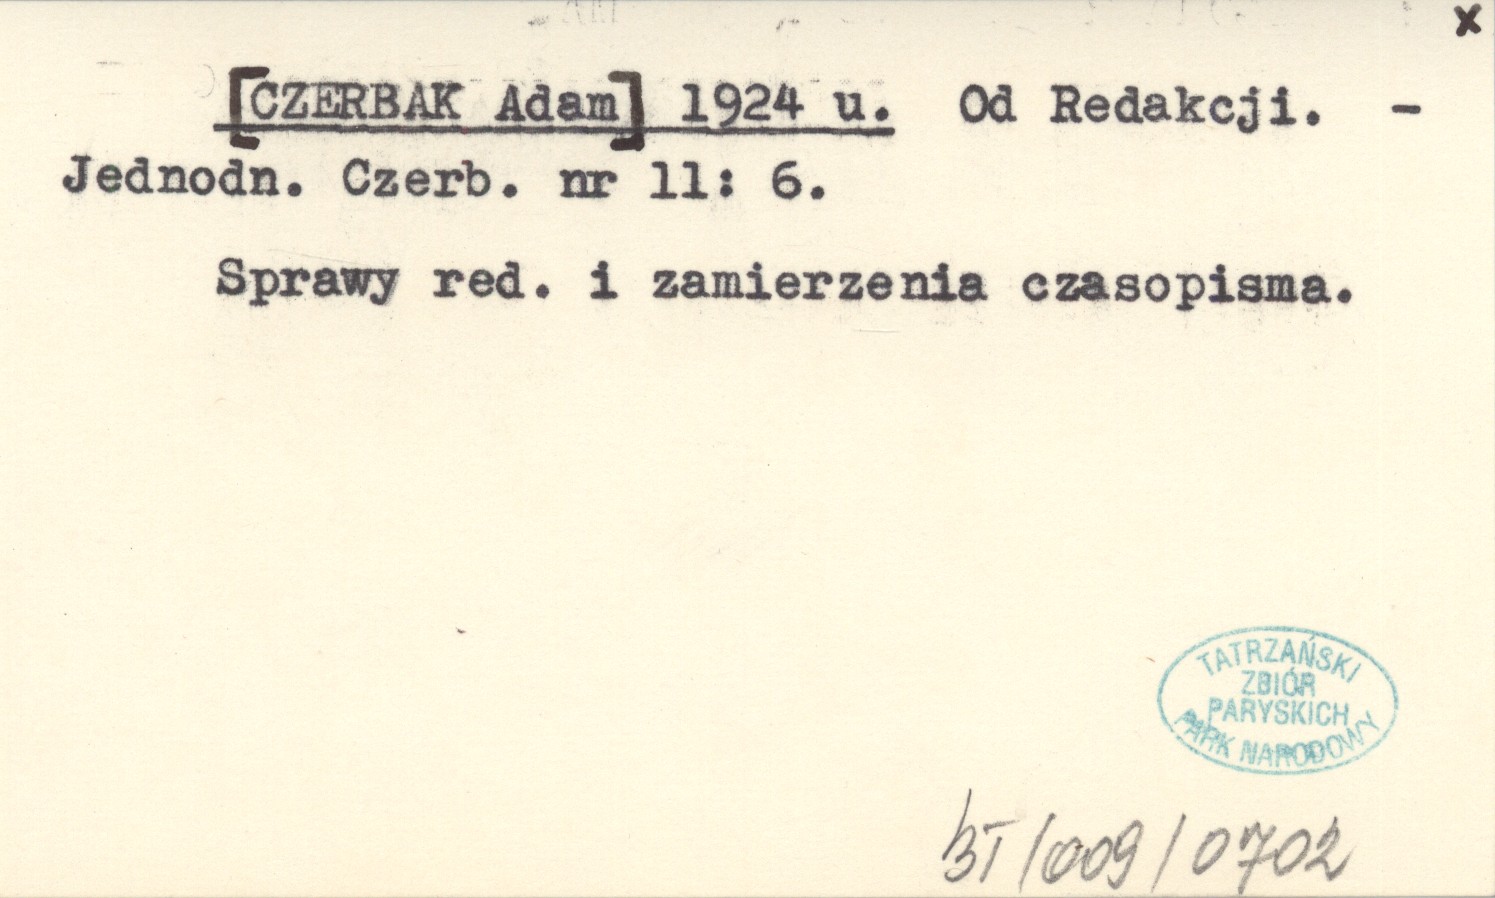 x
[CZERBAK Adam] 1924 u. Od Redakcji. -
Jednodn. Czerb. nr 11: 6.
Sprawy red. i zamierzenia czasopisma.
TATRZAŃSKI
ZBIÓR
PARYSKICH
PARK NARODOWY
BT/009/0702